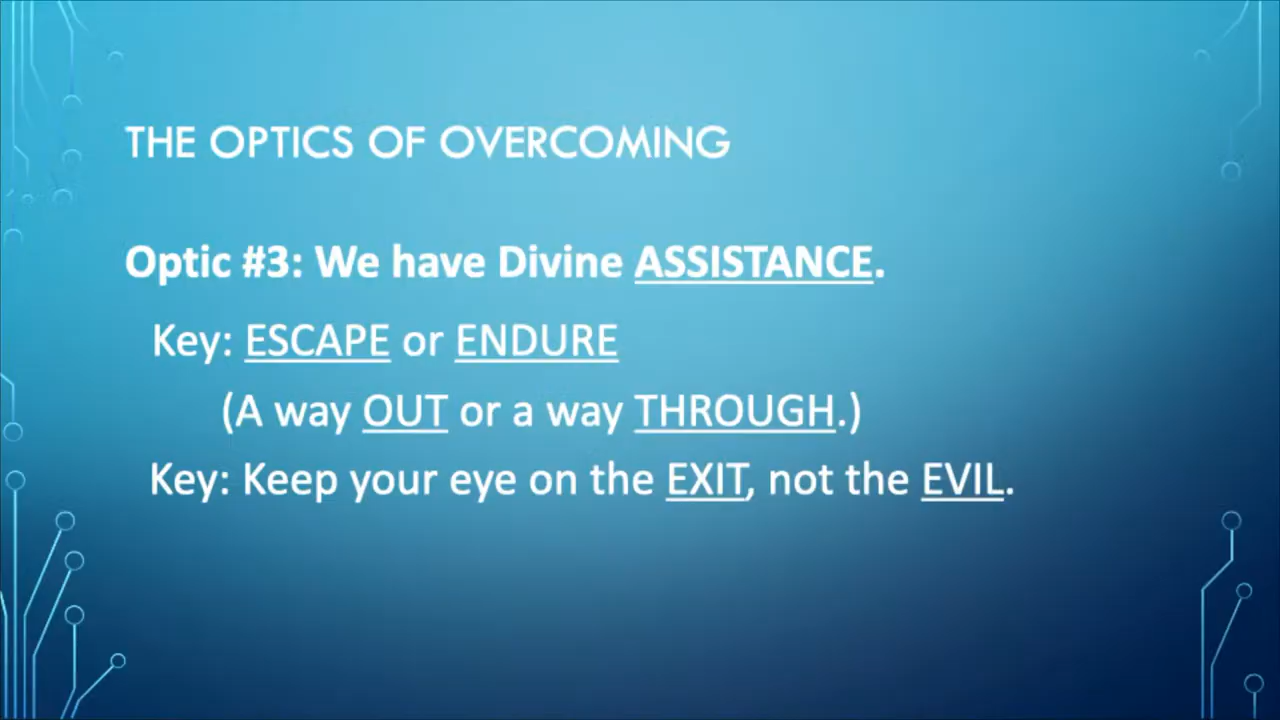 THE OPTICS OF OVERCOMING
Optic #3: We have Divine ASSISTANCE.
Key: ESCAPE or ENDURE
(A way OUT or a way THROUGH.)
Key: Keep your eye on the EXIT, not the EVIL.